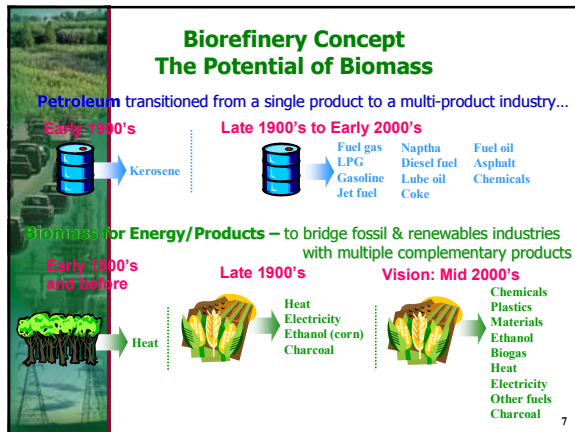 Biorefinery Concept
The Potential of Biomass
Petroleum transitioned from a single product to a multi-product industry…
Early 1900's
Kerosene
Late 1900's to Early 2000's
Fuel gas
LPG
Gasoline
Jet fuel
Naptha
Diesel fuel
Lube oil
Coke
Fuel oil
Asphalt
Chemicals
Biomass for Energy/Products – to bridge fossil & renewables industries
with multiple complementary products
Early 1900's
and before
Heat
Late 1900's
Heat
Electricity
Ethanol (corn)
Charcoal
Vision: Mid 2000's
Chemicals
Plastics
Materials
Ethanol
Biogas
Heat
Electricity
Other fuels
Charcoal
7